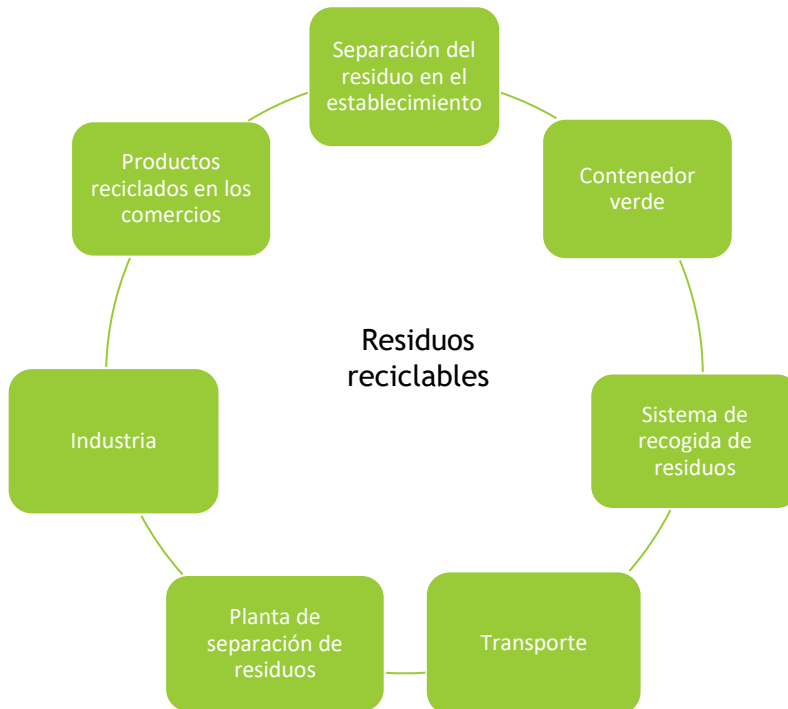 Separación del
residuo en el
establecimiento
Contenedor
verde
Sistema de
recogida de
residuos
Transporte
Planta de
separación de
residuos
Industria
Productos
reciclados en los
comercios
Residuos
reciclables